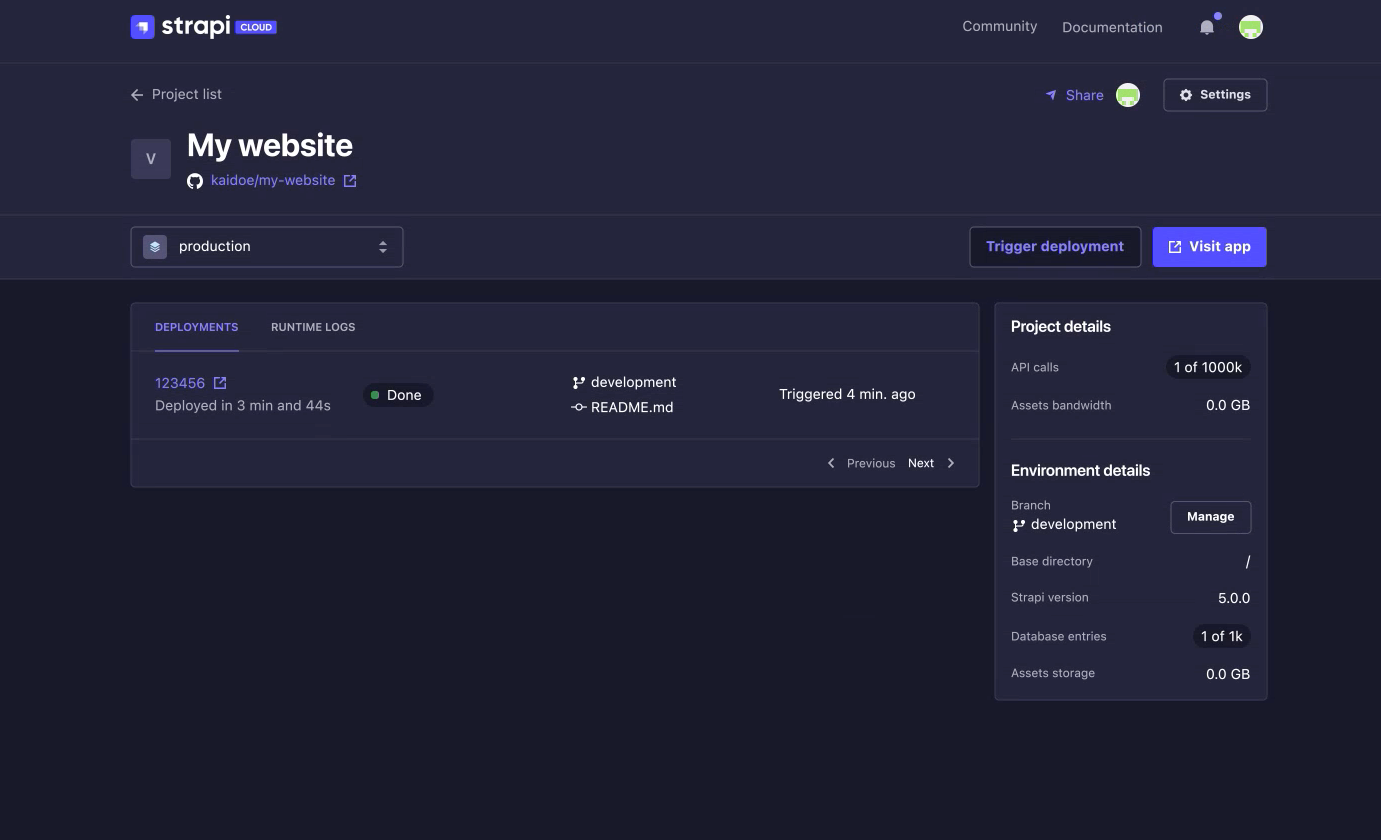 strapi CLOUD
Community
Documentation
Project list
Share
Settings
V
My website
kaidoe/my-website
production
Trigger deployment
Visit app
DEPLOYMENTS
RUNTIME LOGS
123456
Deployed in 3 min and 44s
Done
development
README.md
Triggered 4 min. ago
Previous
Next
Project details
API calls
1 of 1000k
Assets bandwidth
0.0 GB
Environment details
Branch
development
Manage
Base directory
/
Strapi version
5.0.0
Database entries
1 of 1k
Assets storage
0.0 GB